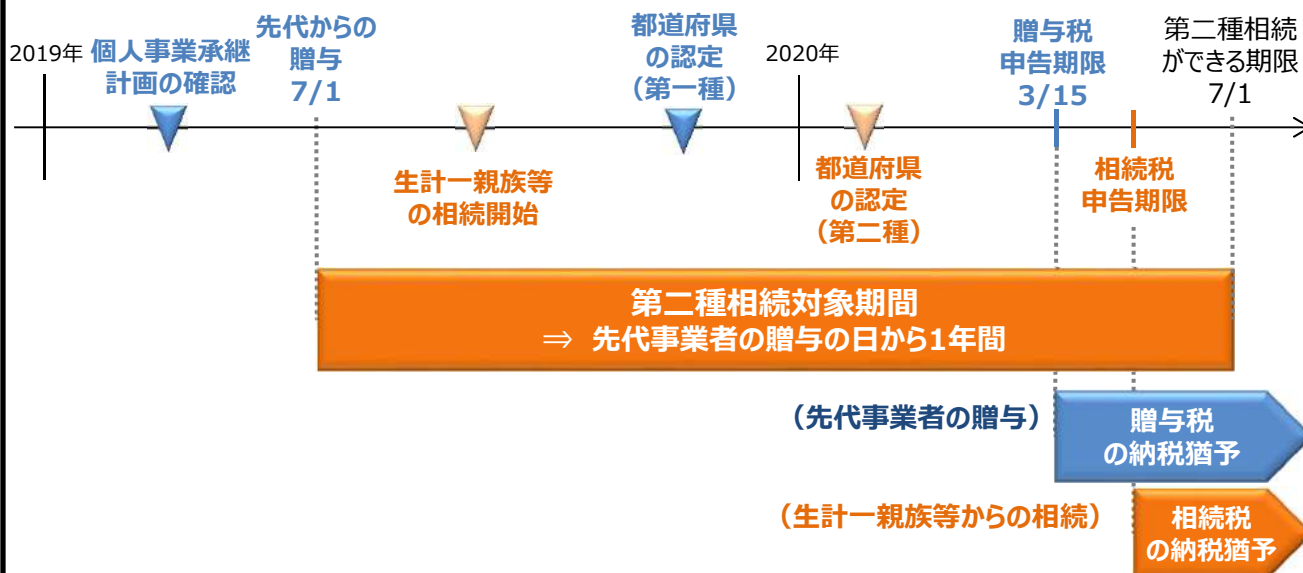 2019年
個人事業承継
計画の確認
先代からの
贈与
7/1
都道府県
の認定
（第一種）
2020年
贈与税
申告期限
3/15
第二種相続
ができる期限
7/1
生計一親族等
の相続開始
都道府県
の認定
（第二種）
相続税
申告期限
第二種相続対象期間
⇒ 先代事業者の贈与の日から1年間
（先代事業者の贈与）
贈与税
の納税猶予
（生計一親族等からの相続）
相続税
の納税猶予